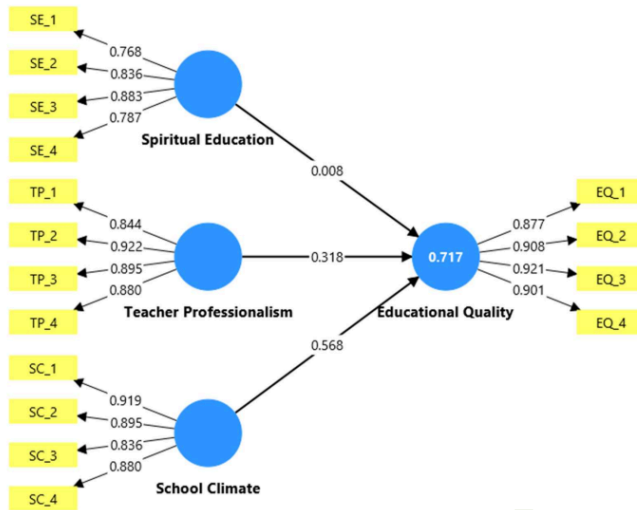 SE_1
0.768
SE_2
0.836
SE_3
0.883
0.787
SE_4
Spiritual Education
0.008
TP_1
0.844
TP_2
0.922
TP_3
0.895
0.880
TP_4
Teacher Professionalism
0.318
0.717
Educational Quality
EQ_1
0.877
EQ_2
0.908
0.921
EQ_3
0.901
EQ_4
0.568
SC_1
0.919
SC_2
0.895
0.836
SC_3
0.880
SC_4
School Climate